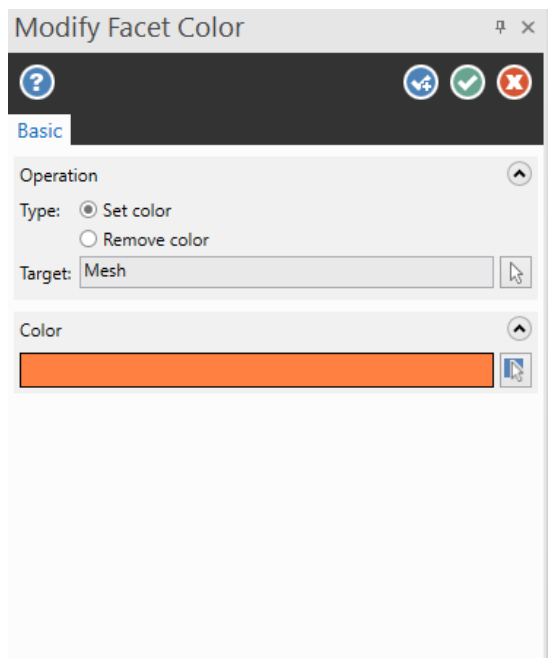 Modify Facet Color
Basic
Operation
Type: Set color
Remove color
Target: Mesh
Color